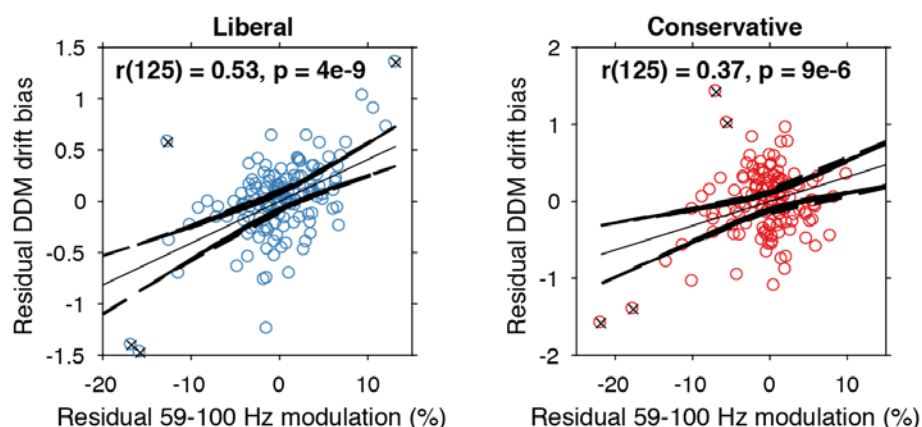 Liberal
r(125) = 0.53, p = 4e-9
Residual DDM drift bias
1.5
1
0.5
0
-0.5
-1
-1.5
-20
-10
0
10
Residual 59-100 Hz modulation (%)
Conservative
r(125) = 0.37, p = 9e-6
Residual DDM drift bias
2
1
0
-1
-2
-20
-10
0
10
Residual 59-100 Hz modulation (%)